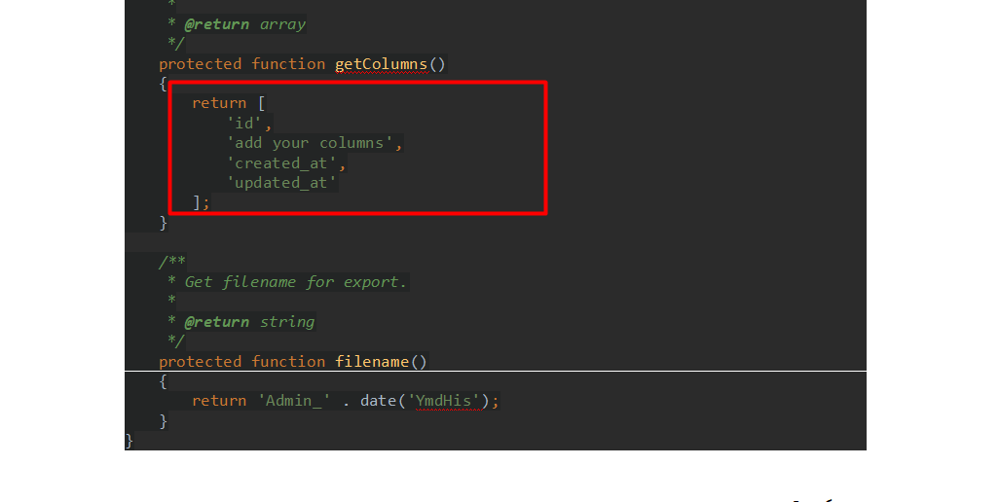 *
* @return array
*/
protected function getColumns()
{
return [
'id',
'add your columns',
'created_at',
'updated_at'
];
}
/**
* Get filename for export.
*
* @return string
*/
protected function filename()
{
return 'Admin_' . date('YmdHis');
}
}